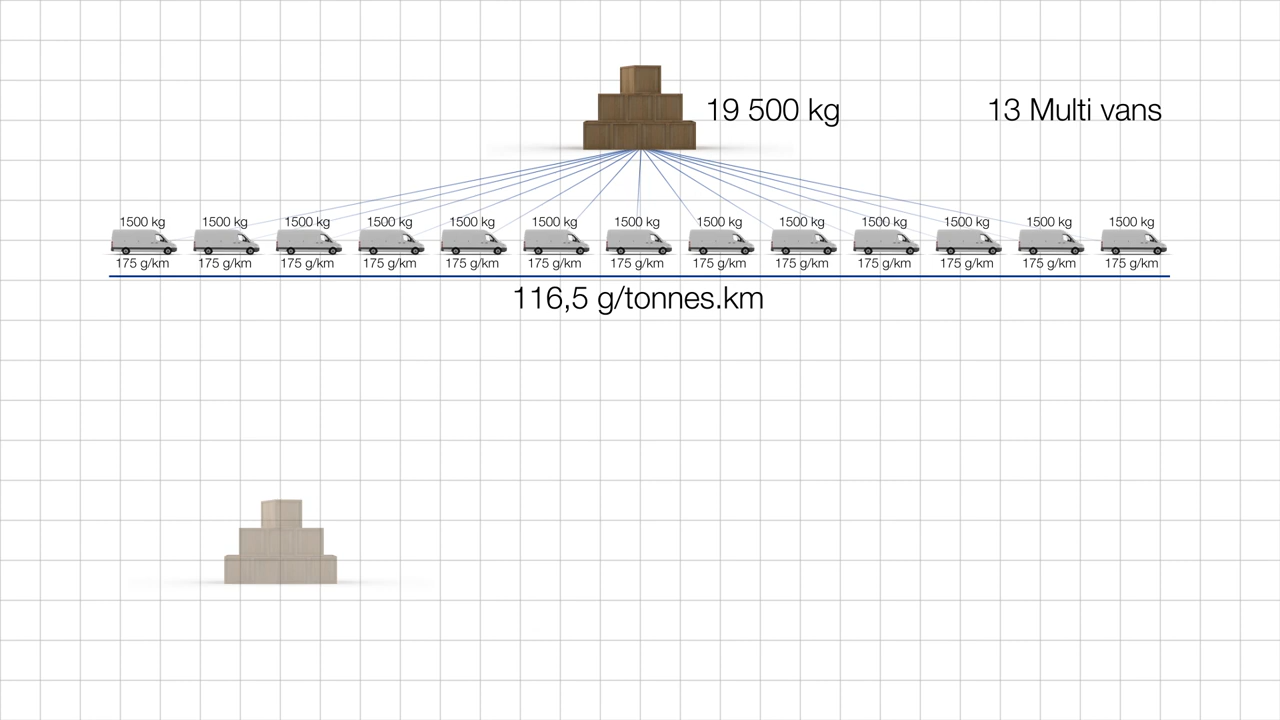 19 500 kg
13 Multi vans
1500 kg 1500 kg 1500 kg 1500 kg 1500 kg 1500 kg 1500 kg 1500 kg 1500 kg 1500 kg 1500 kg 1500 kg 1500 kg
175 g/km 175 g/km 175 g/km 175 g/km 175 g/km 175 g/km 175 g/km 175 g/km 175 g/km 175 g/km 175 g/km 175 g/km 175 g/km
116,5 g/tonnes.km